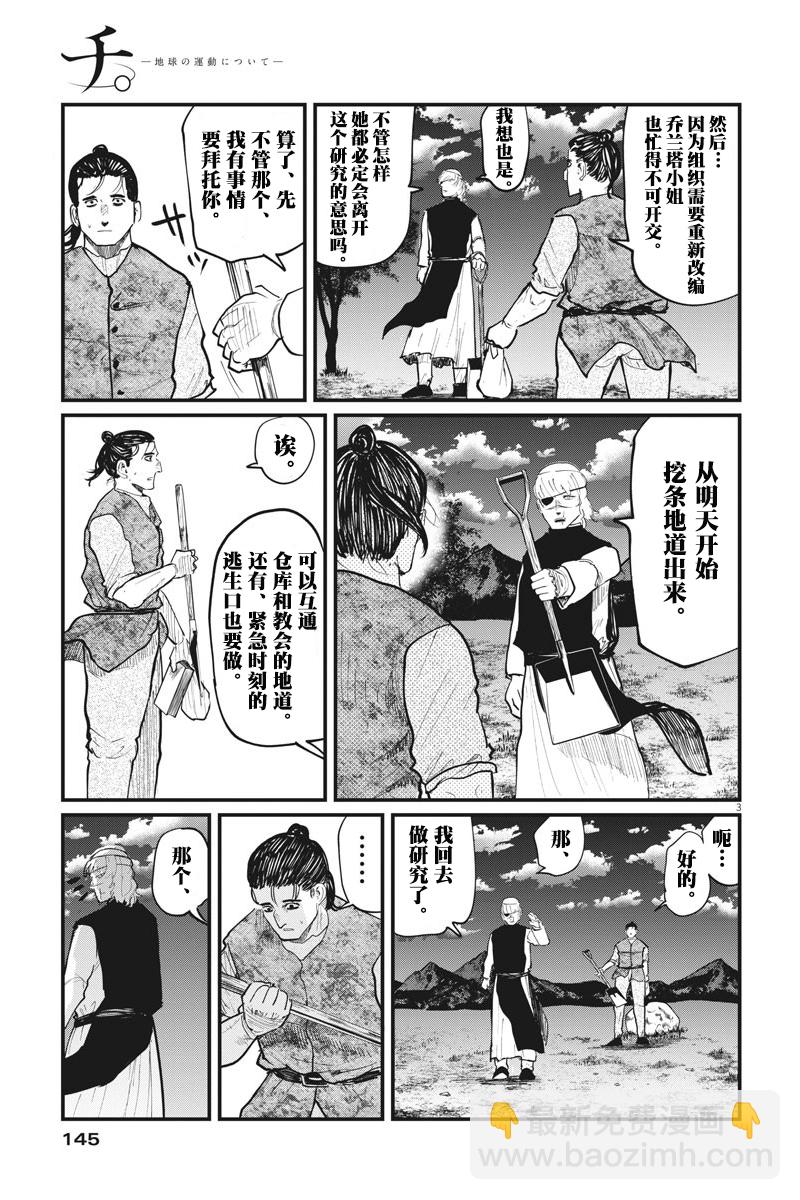 チ。
―地球の運動について―
然后…
因为组织需要重新改编
乔兰塔小姐
也忙得不可开交。
我想也是。
不管怎样
她都必定会离开
这个研究的意思吗。
算了、先
不管那个、
我有事情
要拜托你。
从明天开始
挖条地道出来。
诶。
可以互通
仓库和教会的地道。
还有、紧急时刻的
逃生口也要做。
3
呃…
好的。
那、
我回去
做研究了。
……
那个、
145
最新免费漫画
www.baozimh.com